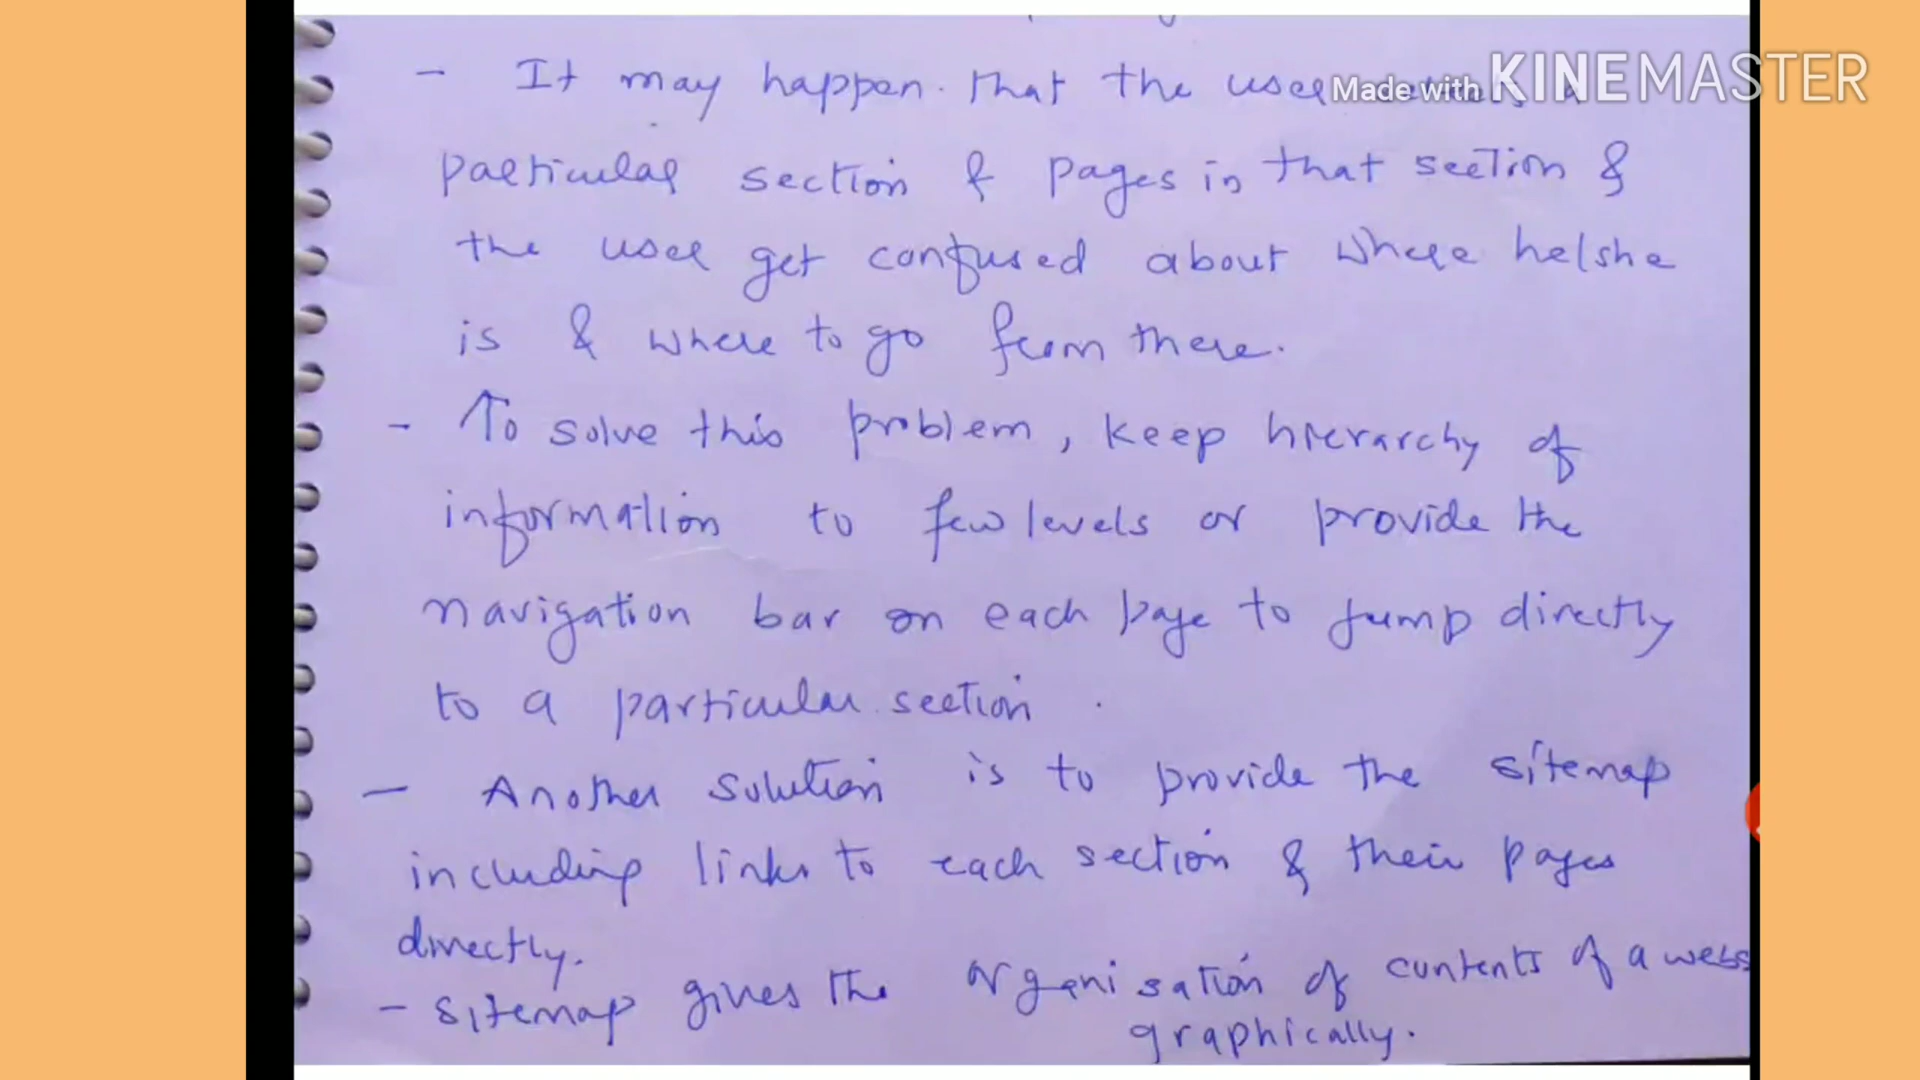 - It may happen. that the user
Made with KINEMASTER
particular section & pages in that section &
the user get confused about where he/she
is & where to go from there.
- To solve this problem, keep hierarchy of
information to few levels or provide the
navigation bar on each page to jump directly
to a particular section.
- Another solution is to provide the sitemap
including links to each section & their pages
directly.
- sitemap gives the organisation of contents of a webs
graphically.